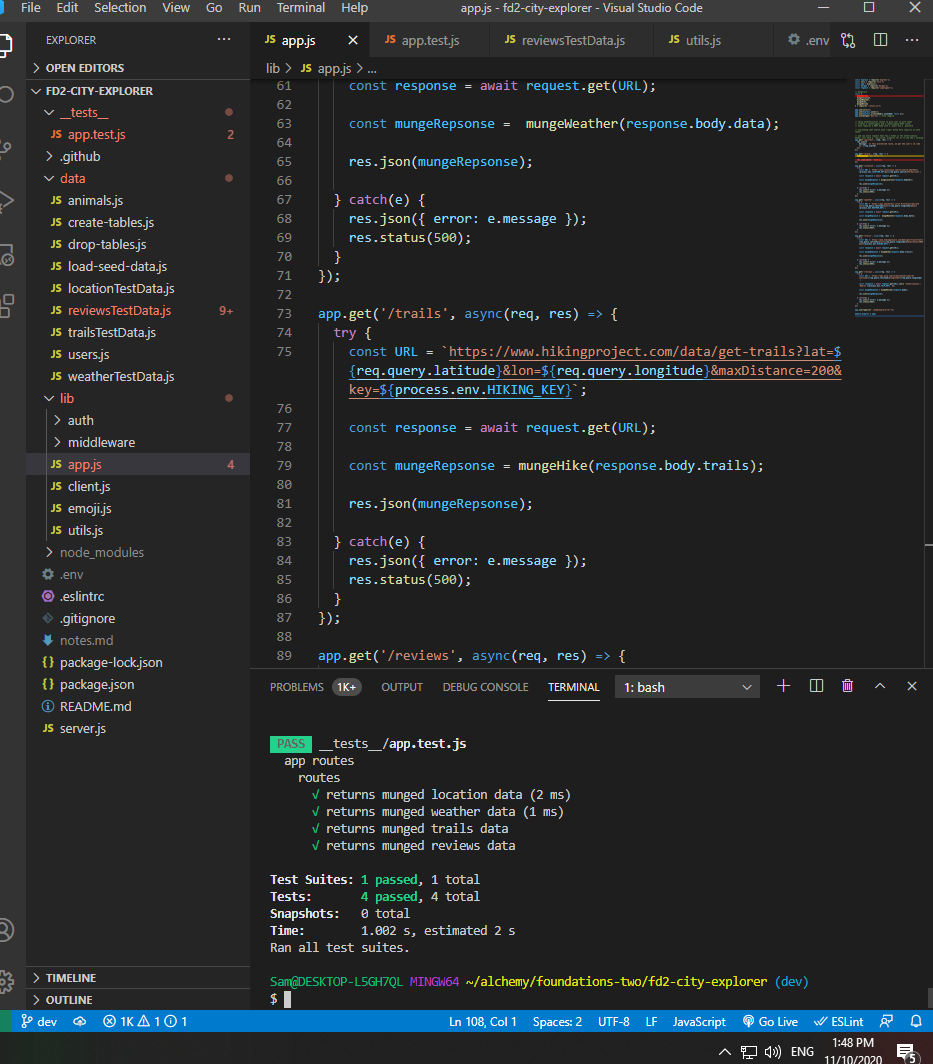 File Edit Selection View Go Run Terminal Help app.js - fd2-city-explorer - Visual Studio Code
EXPLORER ···
JS app.js × JS app.test.js JS reviewsTestData.js JS utils.js .env ···
OPEN EDITORS
lib > JS app.js > ...
FD2-CITY-EXPLORER
__tests__
JS app.test.js 2
.github
data
JS animals.js
JS create-tables.js
JS drop-tables.js
JS load-seed-data.js
JS locationTestData.js
JS reviewsTestData.js 9+
JS trailsTestData.js
JS users.js
JS weatherTestData.js
lib
auth
middleware
JS app.js 4
JS client.js
JS emoji.js
JS utils.js
node_modules
.env
.eslintrc
.gitignore
notes.md
{} package-lock.json
{} package.json
README.md
JS server.js
TIMELINE
OUTLINE
61 const response = await request.get(URL);
62
63 const mungeRepsonse =  mungeWeather(response.body.data);
64
65 res.json(mungeRepsonse);
66
67 } catch(e) {
68 res.json({ error: e.message });
69 res.status(500);
70 }
71 });
72
73 app.get('/trails', async(req, res) => {
74 try {
75 const URL = `https://www.hikingproject.com/data/get-trails?lat=$
{req.query.latitude}&lon=${req.query.longitude}&maxDistance=200&
key=${process.env.HIKING_KEY}`;
76
77 const response = await request.get(URL);
78
79 const mungeRepsonse = mungeHike(response.body.trails);
80
81 res.json(mungeRepsonse);
82
83 } catch(e) {
84 res.json({ error: e.message });
85 res.status(500);
86 }
87 });
88
89 app.get('/reviews', async(req, res) => {
PROBLEMS 1K+ OUTPUT DEBUG CONSOLE TERMINAL 1: bash
PASS __tests__/app.test.js
app routes
routes
√ returns munged location data (2 ms)
√ returns munged weather data (1 ms)
√ returns munged trails data
√ returns munged reviews data
Test Suites: 1 passed, 1 total
Tests: 4 passed, 4 total
Snapshots: 0 total
Time: 1.002 s, estimated 2 s
Ran all test suites.
Sam@DESKTOP-L5GH7QL MINGW64 ~/alchemy/foundations-two/fd2-city-explorer (dev)
$
dev 1K 1 1 Ln 108, Col 1 Spaces: 2 UTF-8 LF JavaScript Go Live ESLint
ENG 1:48 PM
11/10/2020 5